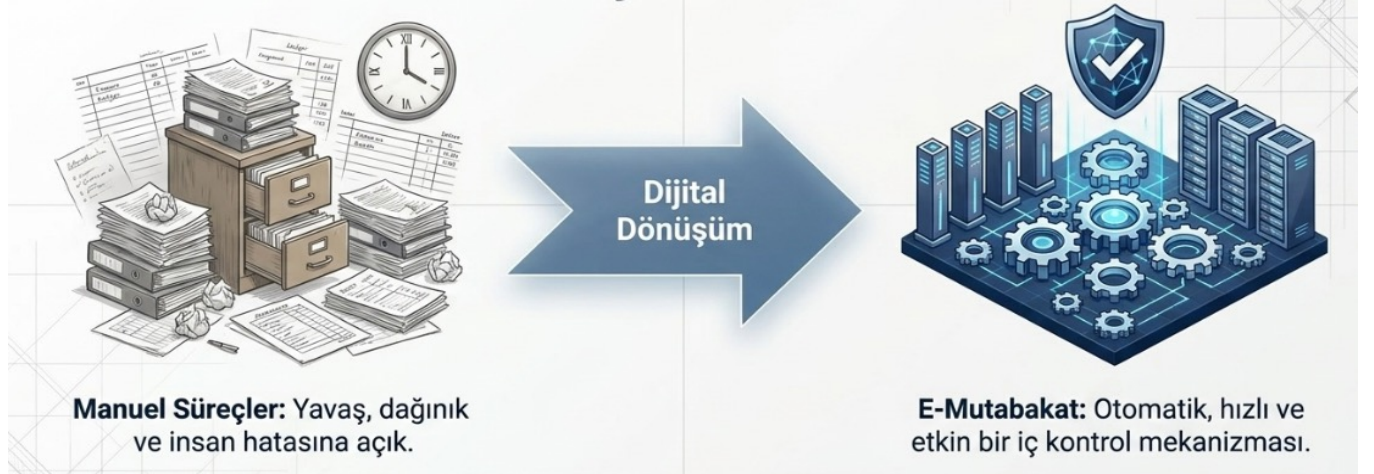 Dijital
Dönüşüm
Manuel Süreçler: Yavaş, dağınık
ve insan hatasına açık.
E-Mutabakat: Otomatik, hızlı ve
etkin bir iç kontrol mekanizması.